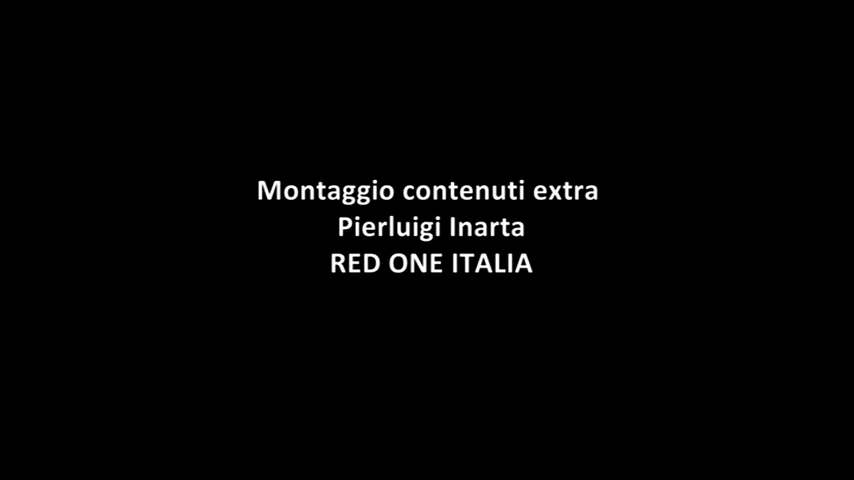 Montaggio contenuti extra
Pierluigi Inarta
RED ONE ITALIA